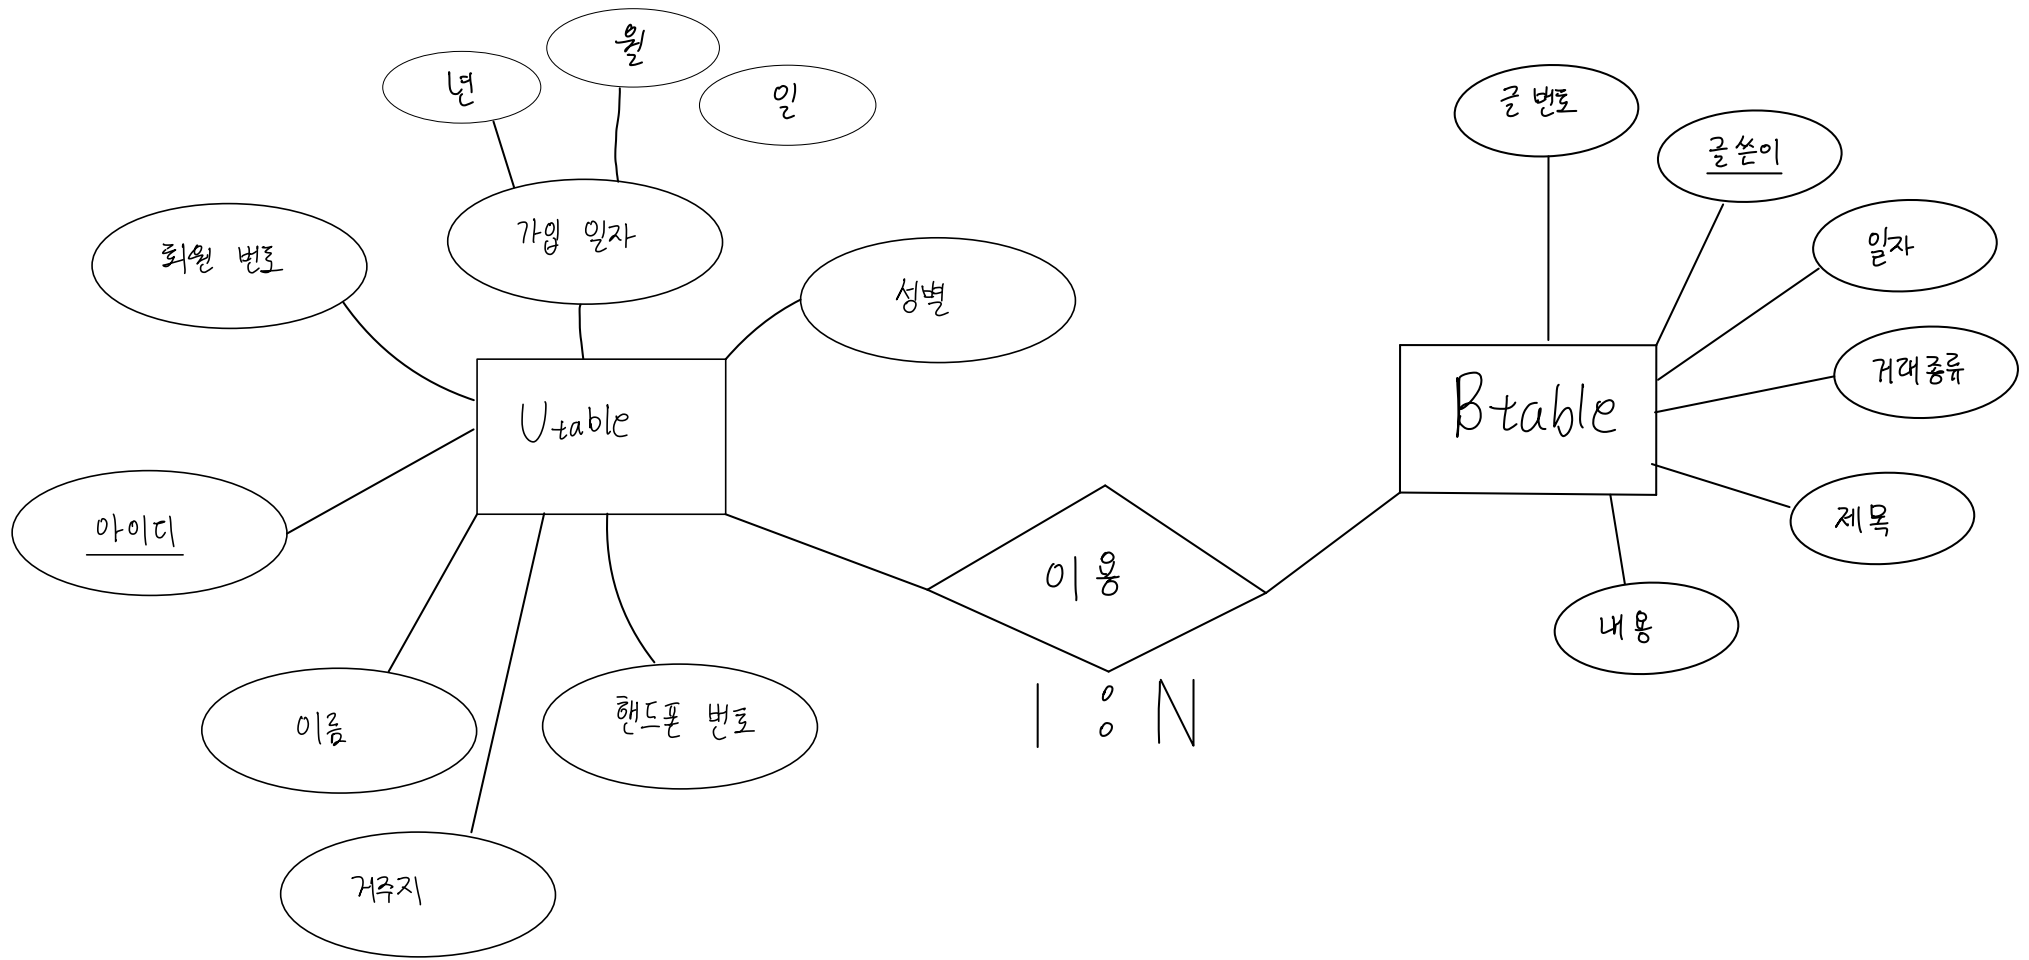 년
월
일
가입 일자
회원 번호
성별
Utable
아이디
이름
핸드폰 번호
거주지
이용
1 : N
Btable
글 번호
글쓴이
일자
거래종류
제목
내용